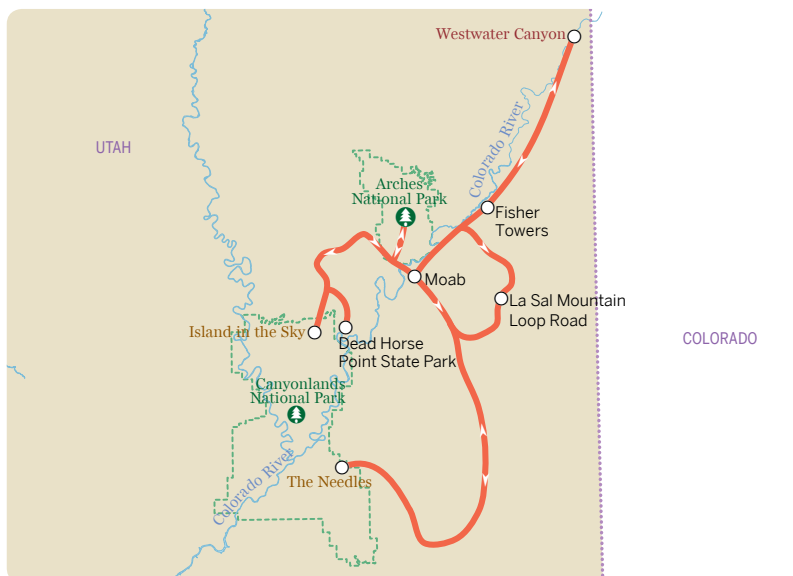 Westwater Canyon
UTAH
Colorado River
Arches
National Park
Fisher
Towers
Moab
La Sal Mountain
Loop Road
Island in the Sky
Dead Horse
Point State Park
COLORADO
Canyonlands
National Park
Colorado River
The Needles